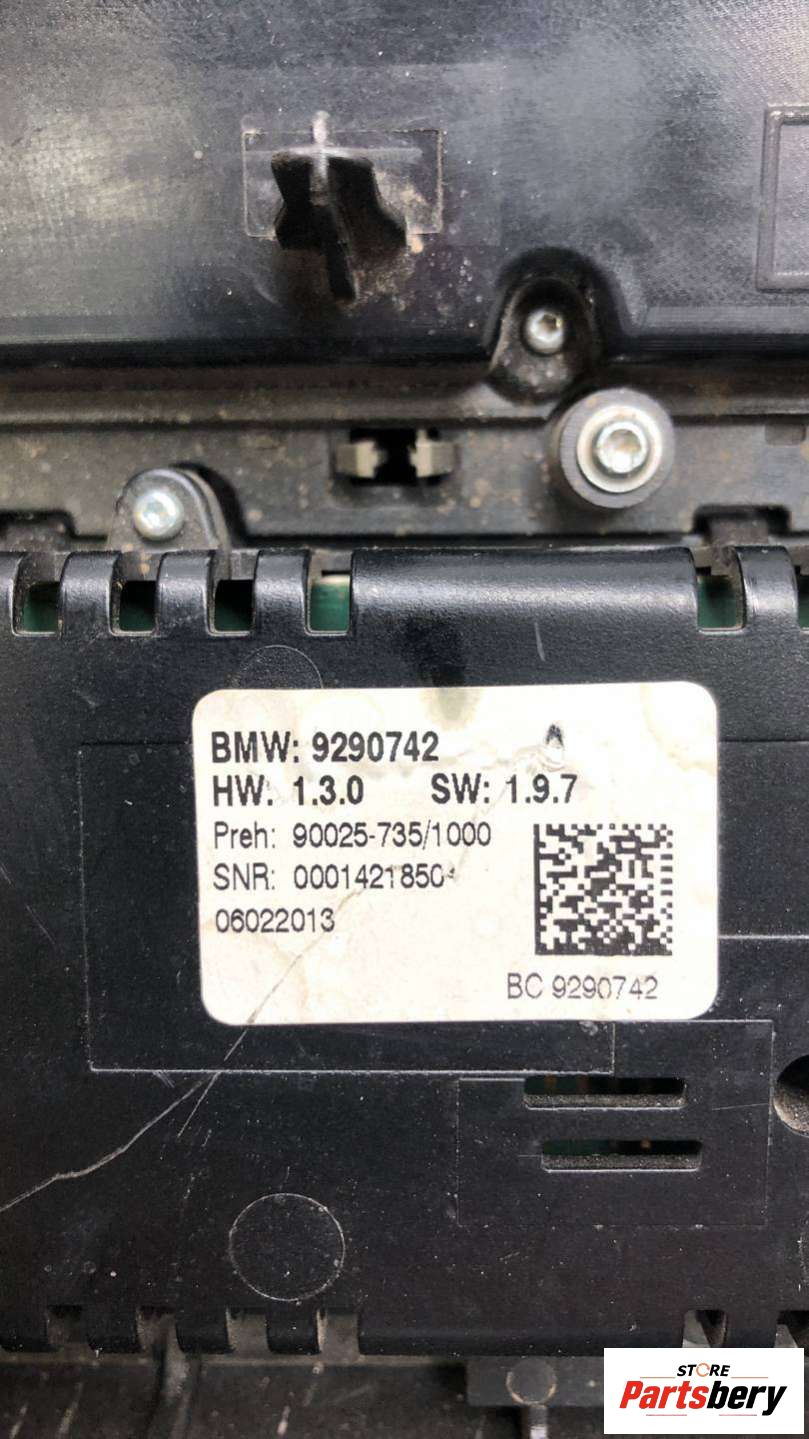 BMW: 9290742
HW: 1.3.0 SW: 1.9.7
Preh: 90025-735/1000
SNR:
06022013
BC 9290742
STORE
Partsbery